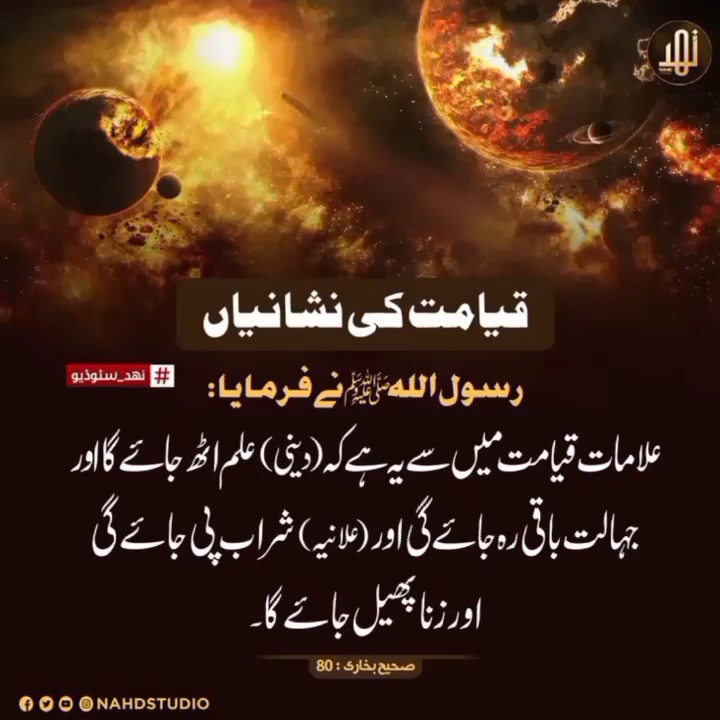 نهد
NAHD
قیامت کی نشانیاں
#نهد_ستوڈیو
رسول اللہ ﷺ نے فرمایا:
علامات قیامت میں سے یہ ہے کہ (دینی) علم اٹھ جائے گا اور
جہالت باقی رہ جائے گی اور (علانیہ) شراب پی جائے گی
اور زنا پھیل جائے گا۔
صحیح بخاری : 80
NAHDSTUDIO